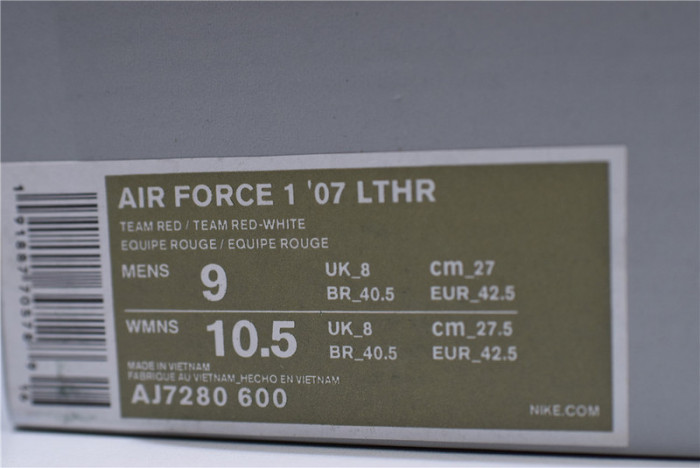 AIR FORCE 1 '07 LTHR
TEAM RED / TEAM RED-WHITE
EQUIPE ROUGE / EQUIPE ROUGE
MENS 9 UK_8 cm_27
BR_40.5 EUR_42.5
WMNS 10.5 UK_8 cm_27.5
BR_40.5 EUR_42.5
MADE IN VIETNAM
FABRIQUE AU VIETNAM_HECHO EN VIETNAM
AJ7280 600
NIKE.COM